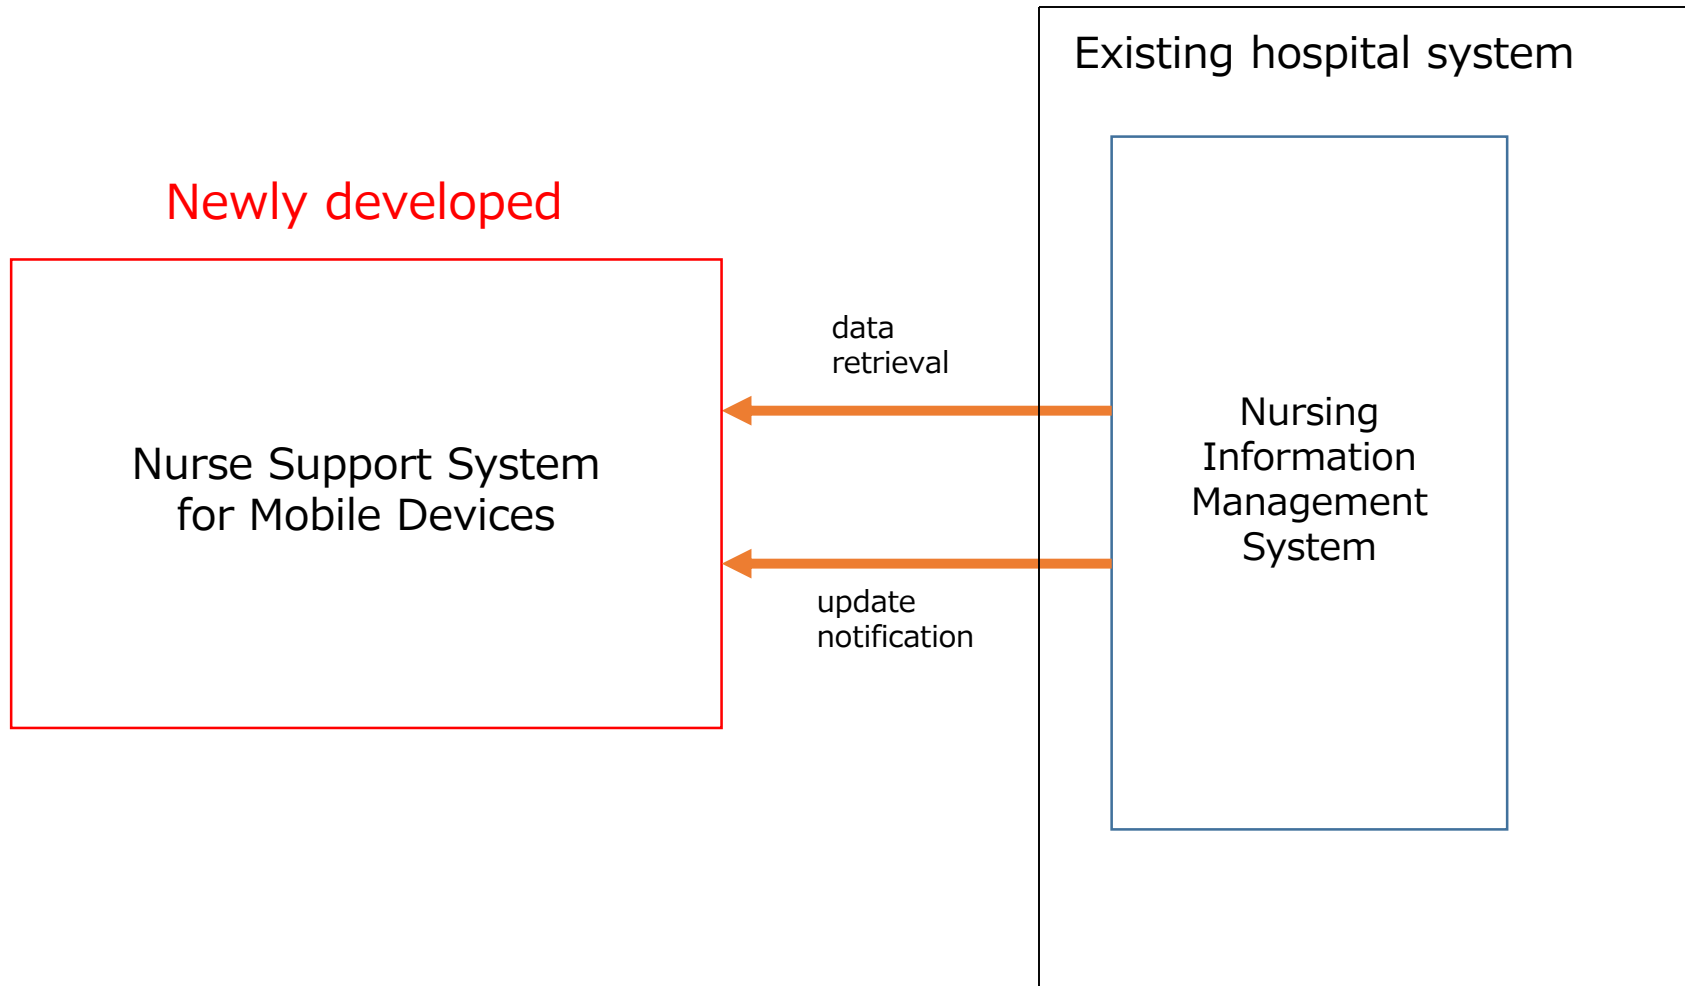 Existing hospital system
Newly developed
data
retrieval
Nurse Support System
for Mobile Devices
Nursing
Information
Management
System
update
notification